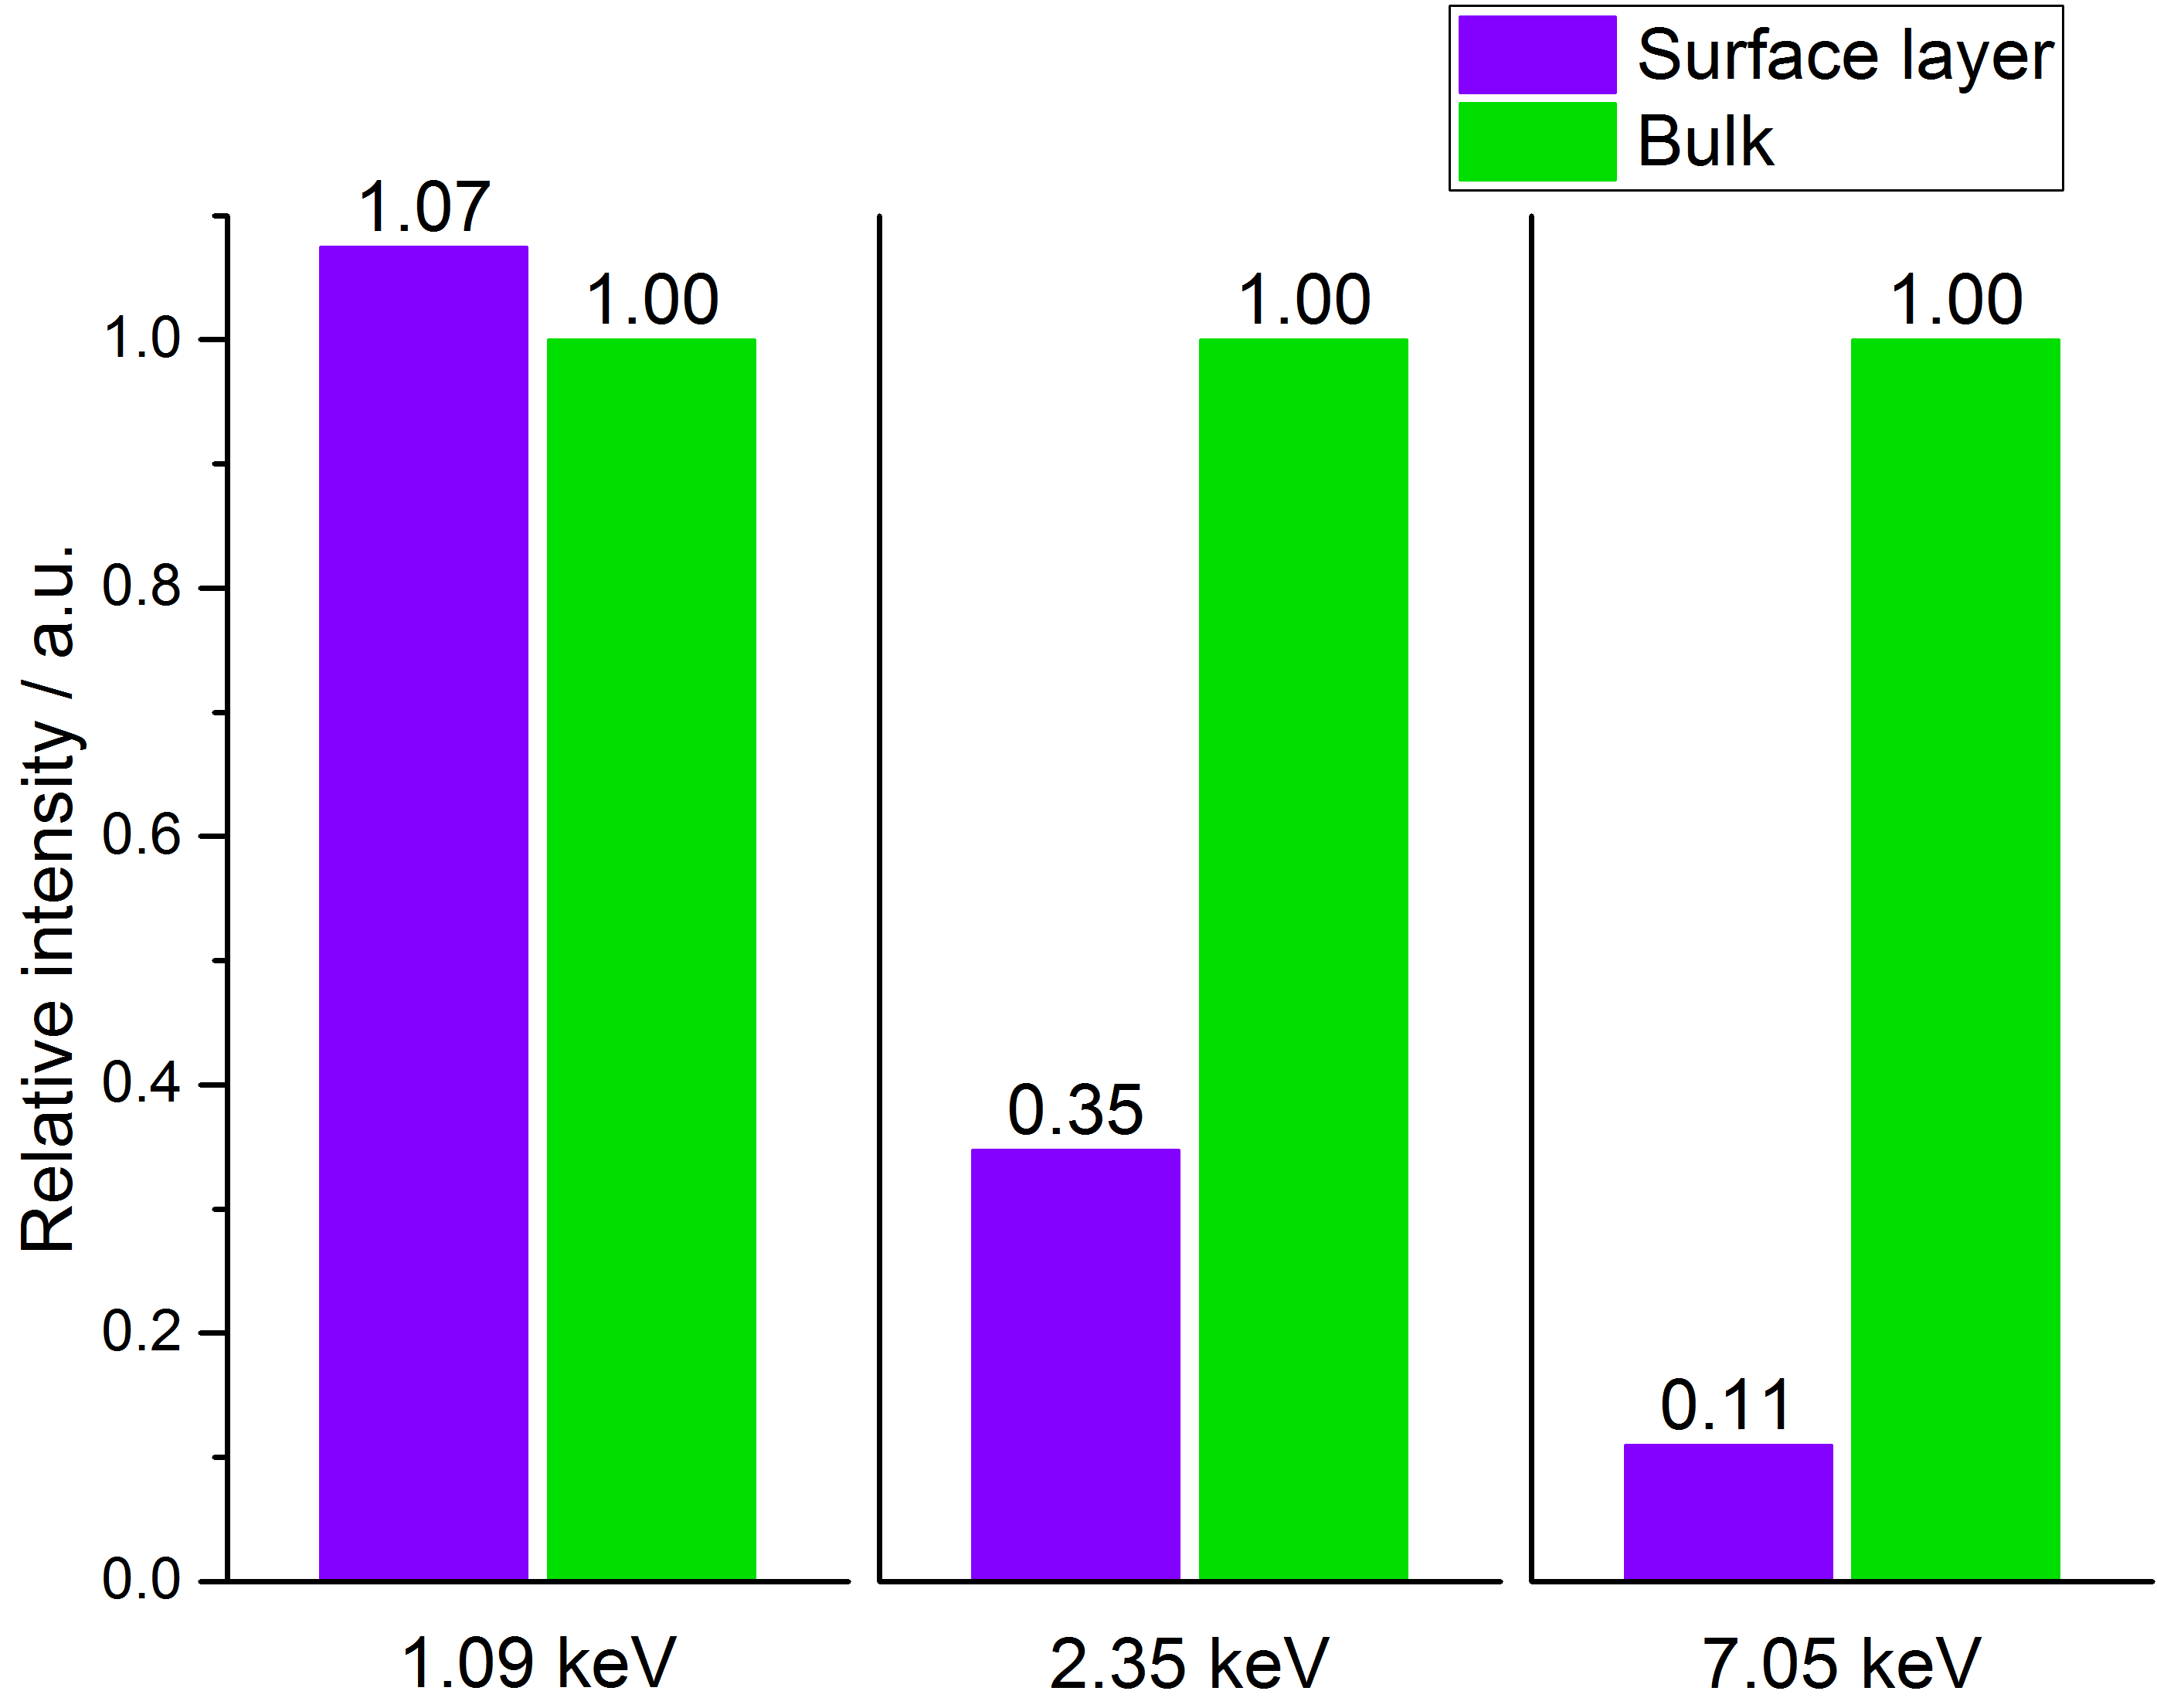 Surface layer
Bulk
Relative intensity / a.u.
1.0
0.8
0.6
0.4
0.2
0.0
1.07
1.00
0.35
1.00
0.11
1.00
1.09 keV
2.35 keV
7.05 keV